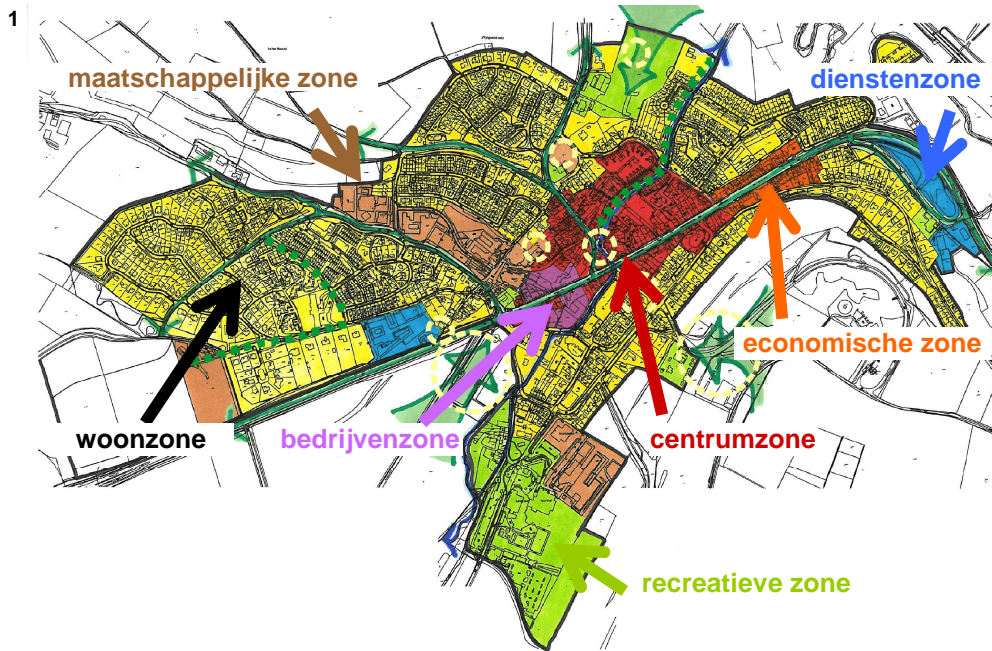 1
maatschappelijke zone
dienstenzone
economische zone
woonzone
bedrijvenzone
centrumzone
recreatieve zone